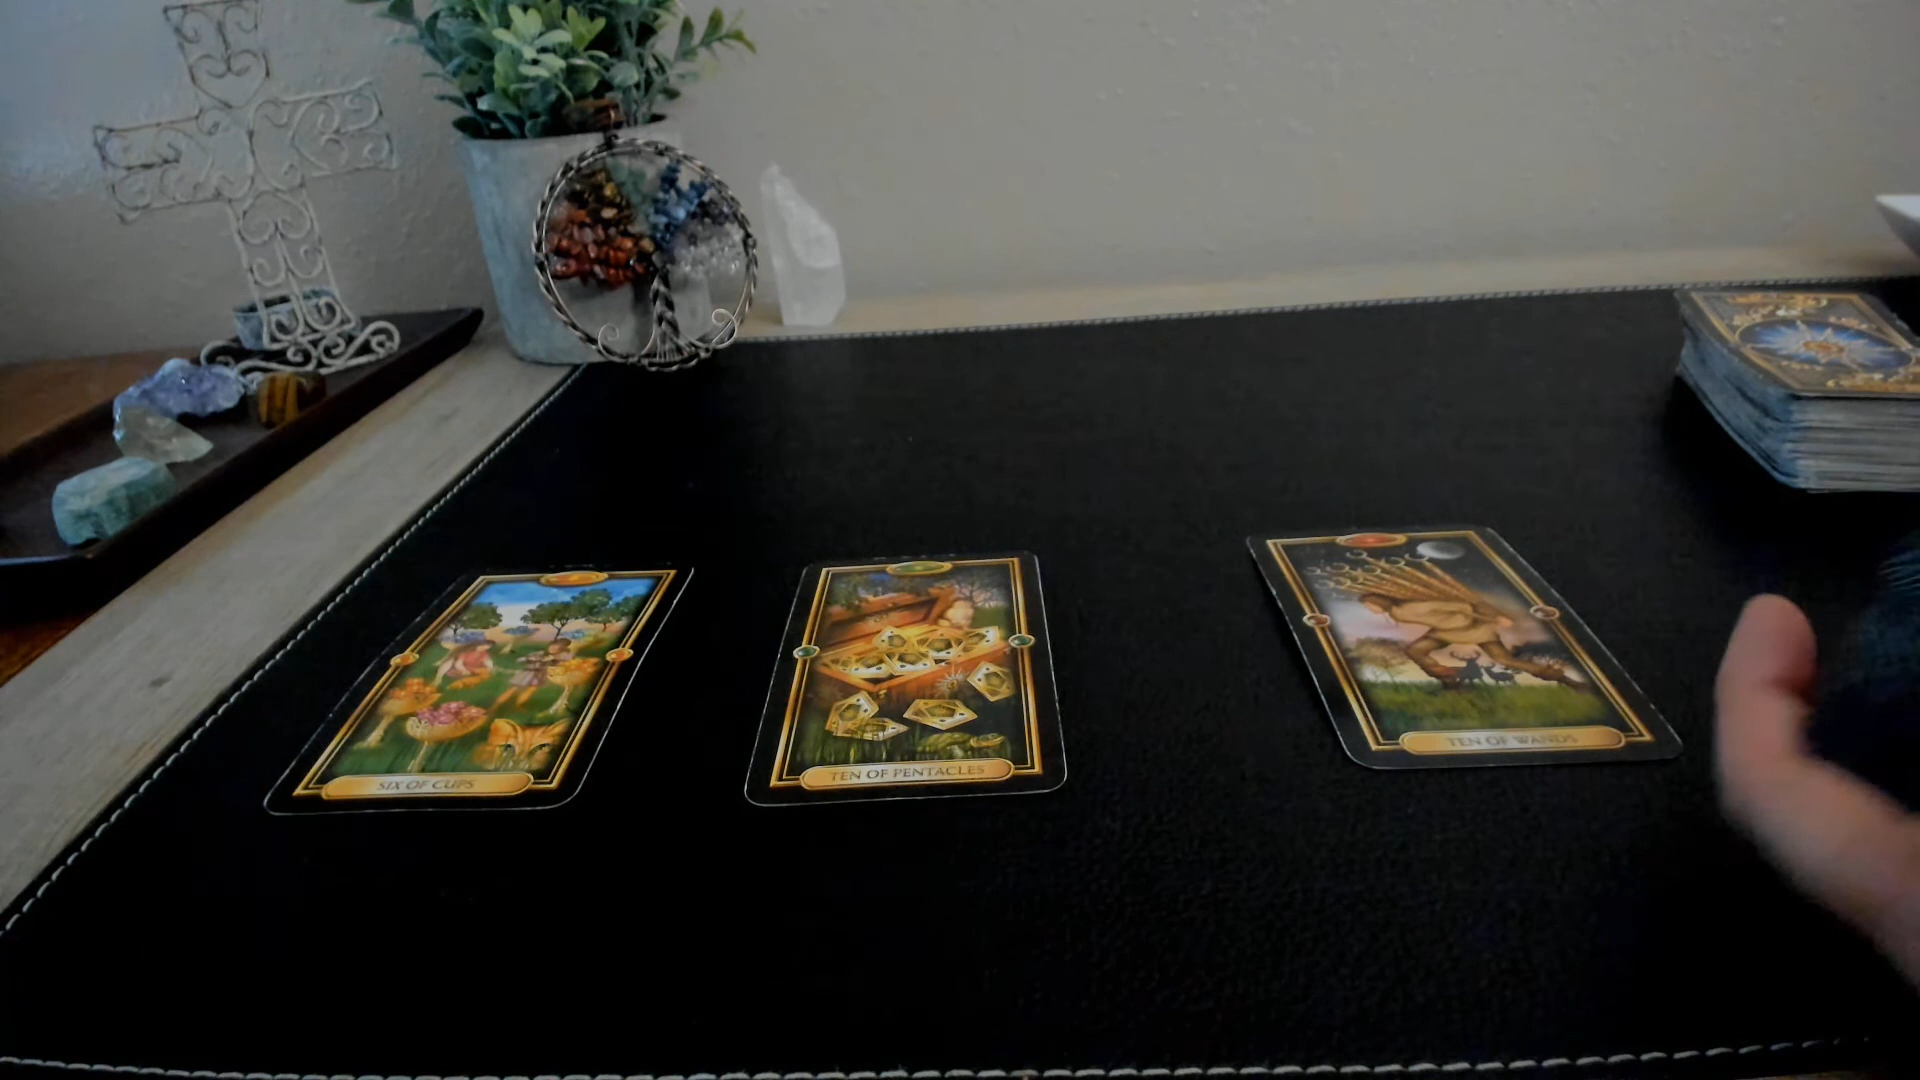 SIX OF CUPS
TEN OF PENTACLES
TEN OF WANDS